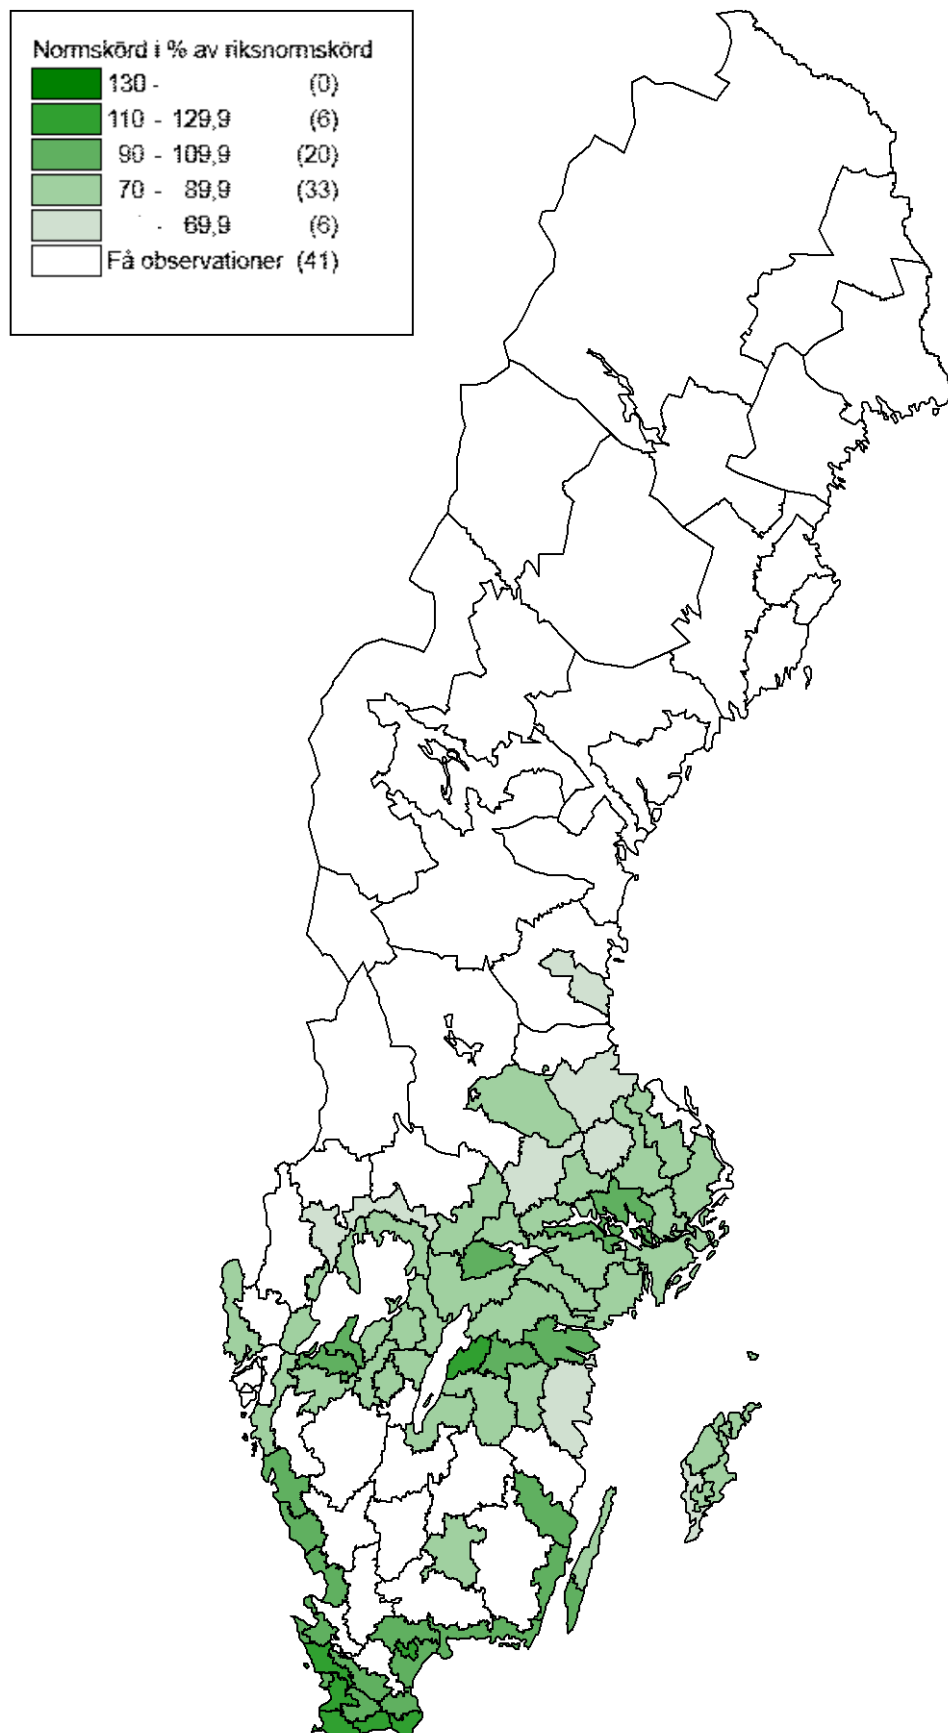 Normskörd i % av riksnormskörd
130 - (0)
110 - 129,9 (6)
90 - 109,9 (20)
70 - 89,9 (33)
- 69,9 (6)
Få observationer (41)